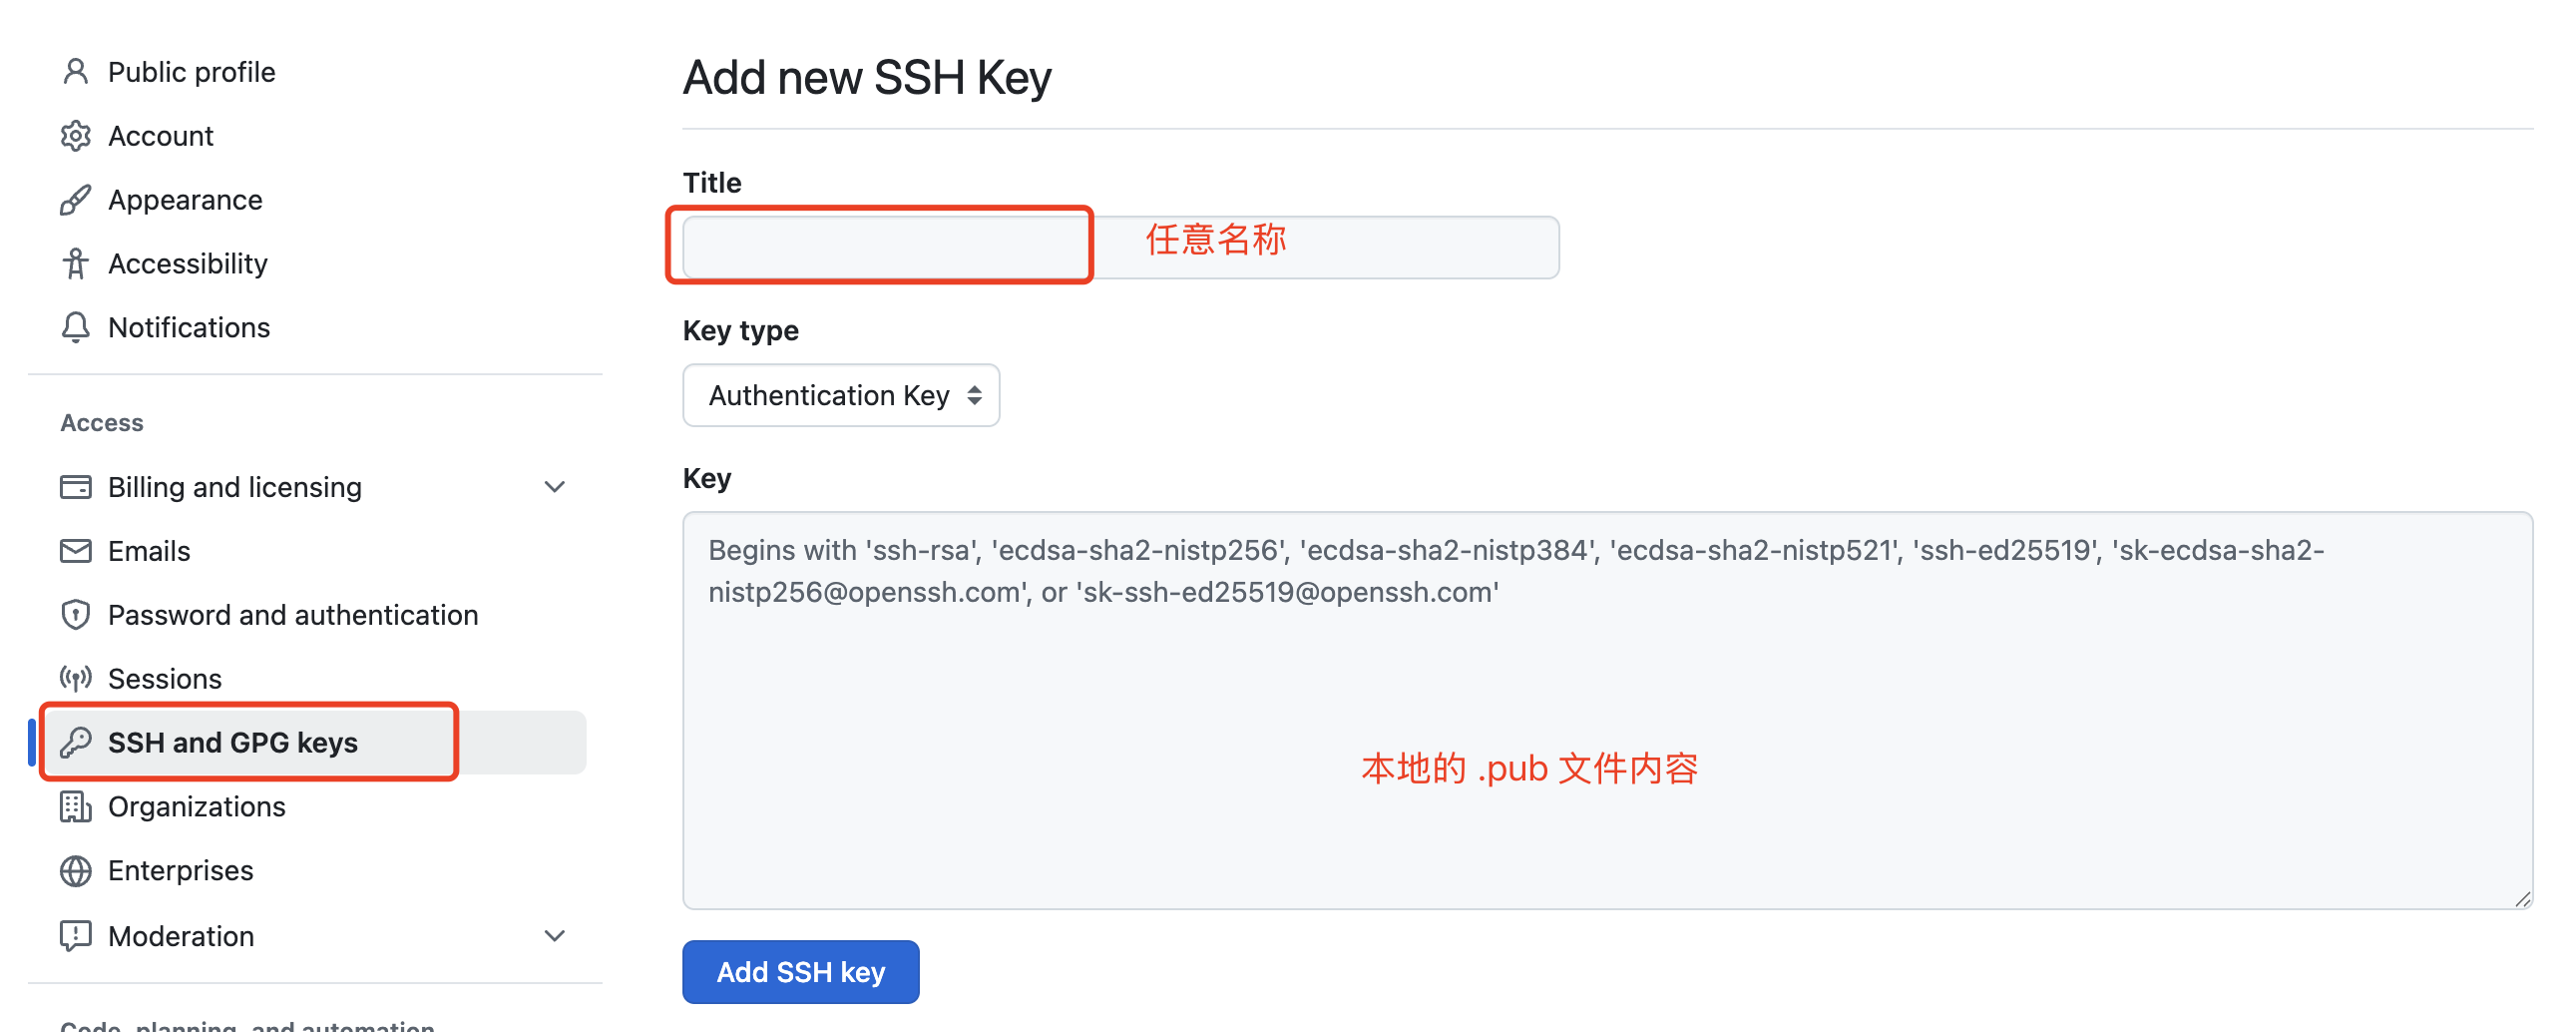 Public profile
Account
Appearance
Accessibility
Notifications
Access
Billing and licensing
Emails
Password and authentication
Sessions
SSH and GPG keys
Organizations
Enterprises
Moderation
Code, planning, and automation
Add new SSH Key
Title
任意名称
Key type
Authentication Key
Key
Begins with 'ssh-rsa', 'ecdsa-sha2-nistp256', 'ecdsa-sha2-nistp384', 'ecdsa-sha2-nistp521', 'ssh-ed25519', 'sk-ecdsa-sha2-
nistp256@openssh.com', or 'sk-ssh-ed25519@openssh.com'
本地的 .pub 文件内容
Add SSH key